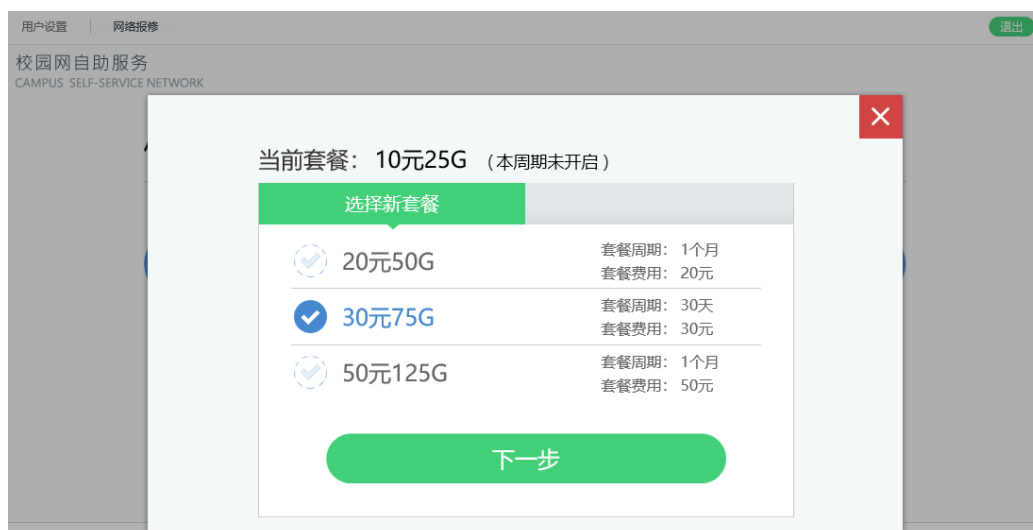 用户设置 网络报修 退出
校园网自助服务
CAMPUS SELF-SERVICE NETWORK
当前套餐： 10元25G （本周期未开启）
选择新套餐
20元50G
套餐周期： 1个月
套餐费用： 20元
30元75G
套餐周期： 30天
套餐费用： 30元
50元125G
套餐周期： 1个月
套餐费用： 50元
下一步